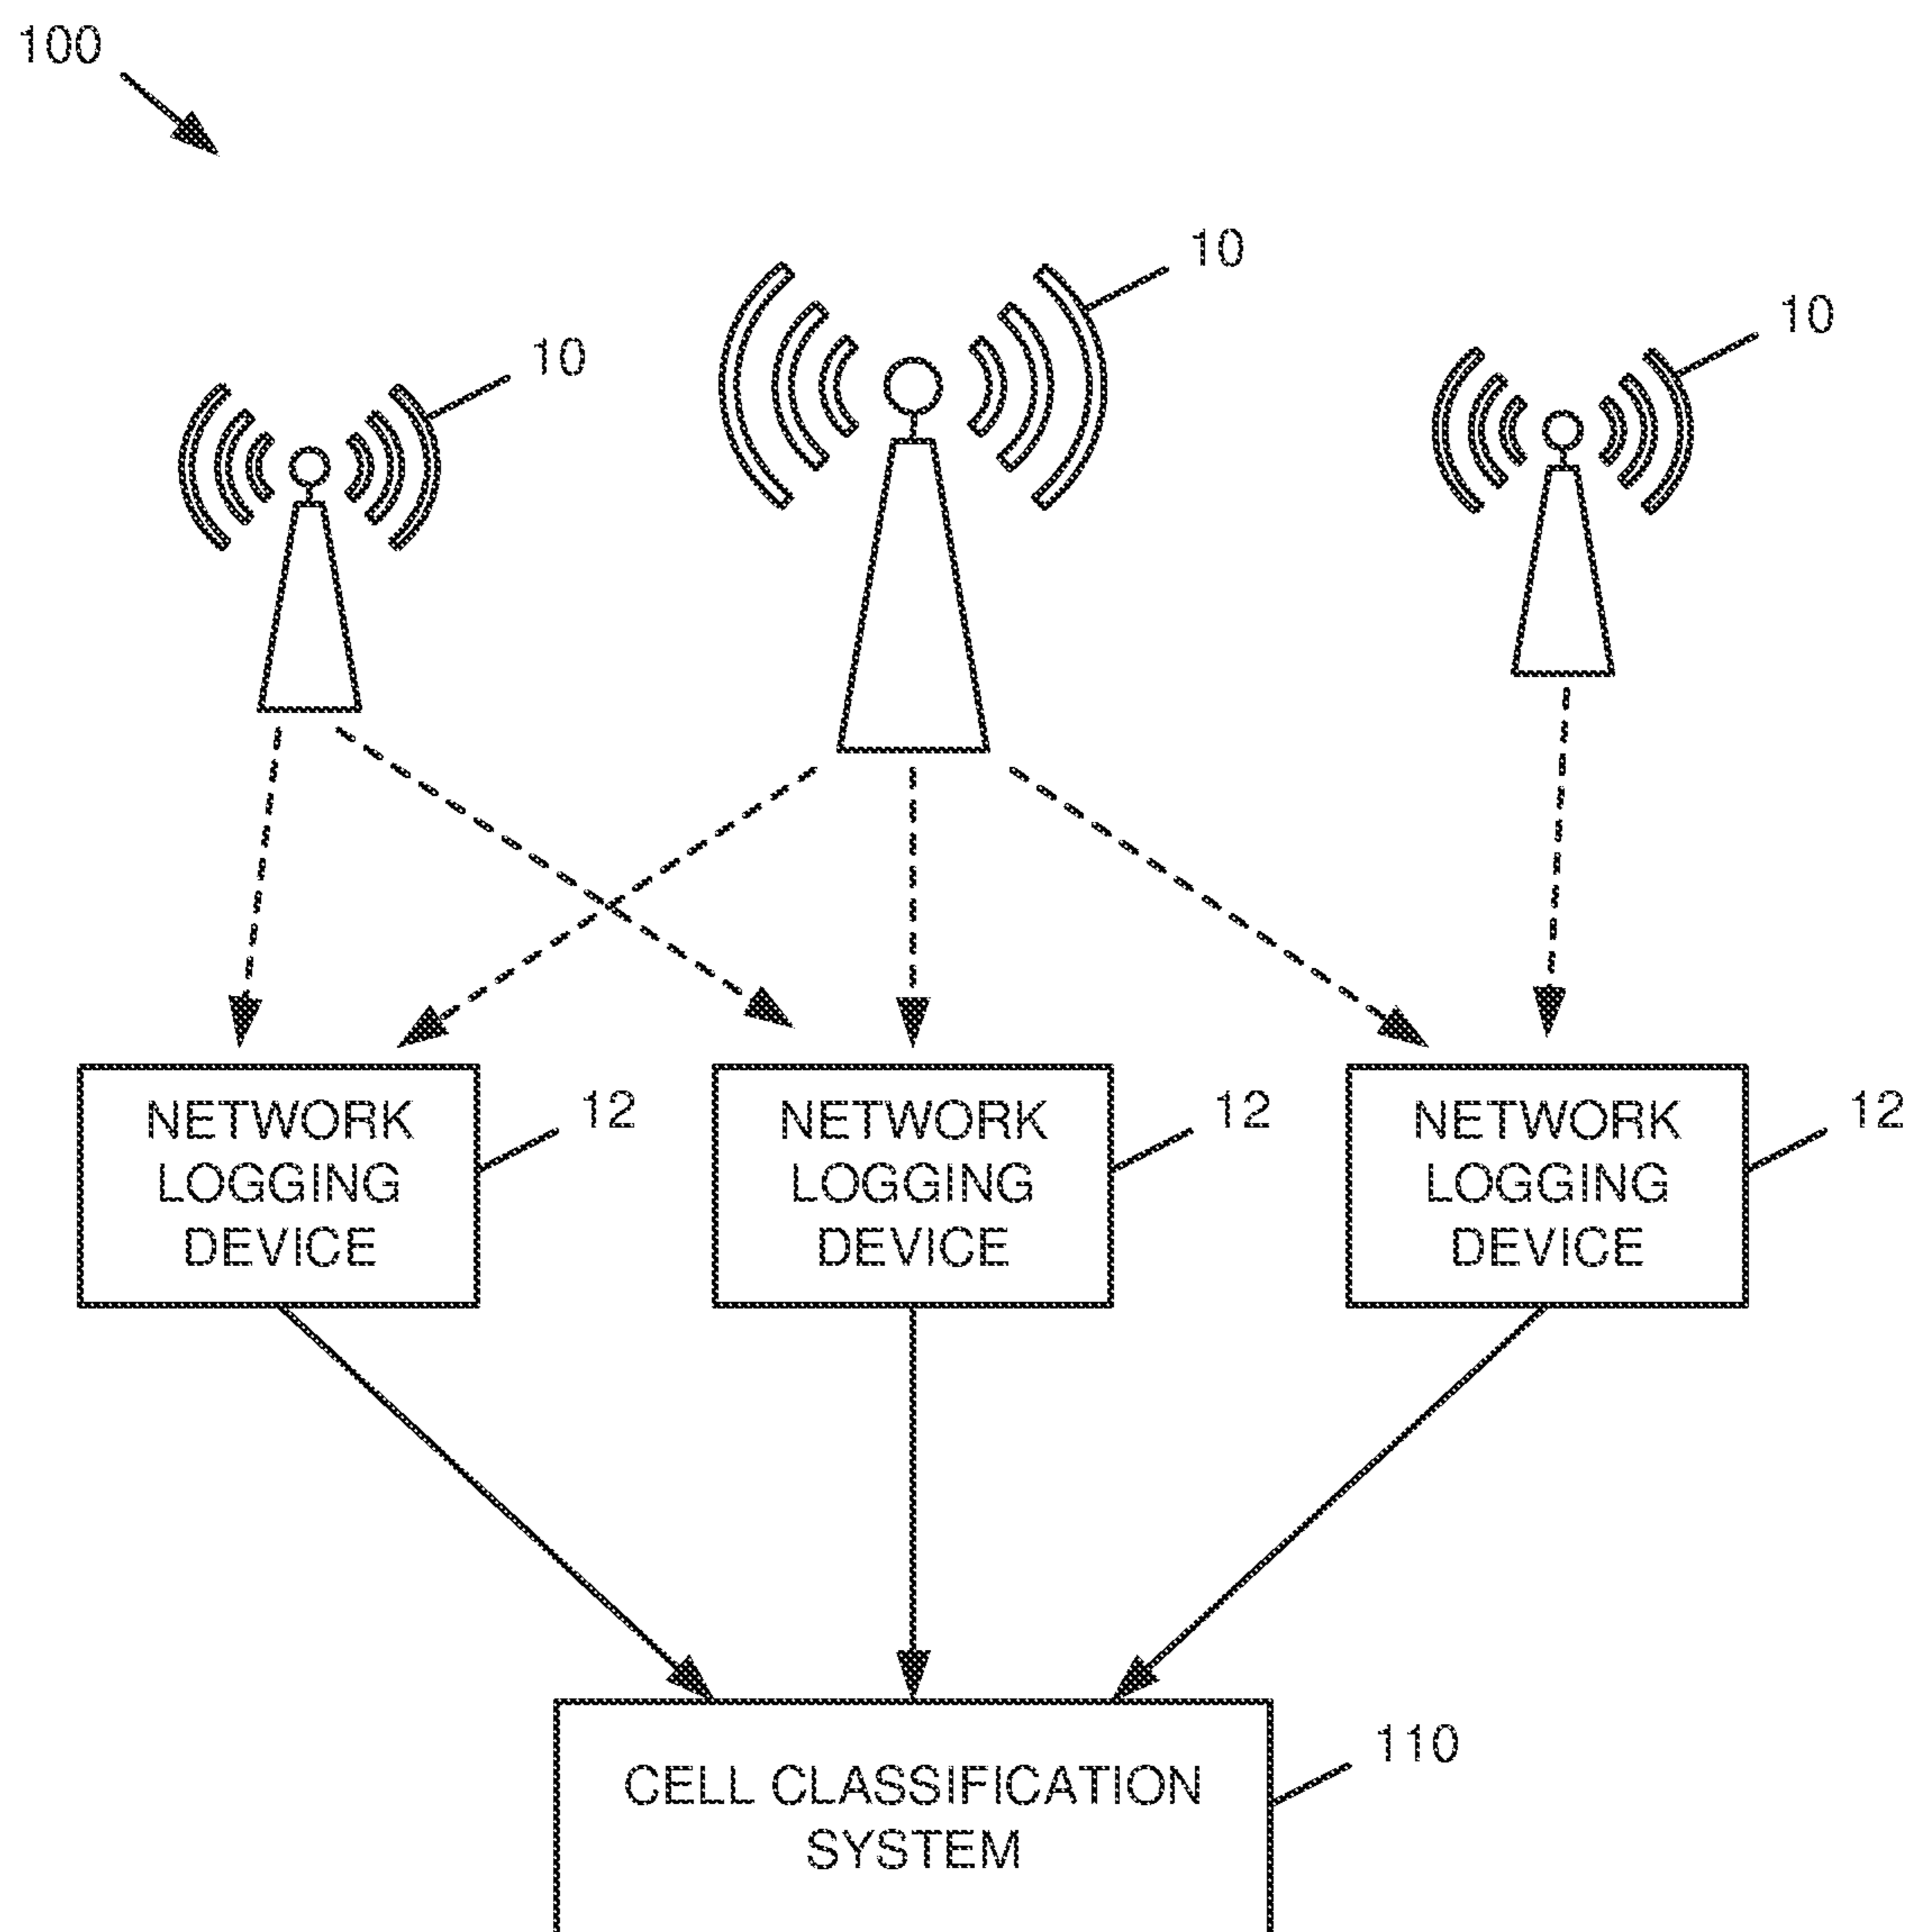 100
10
10
10
NETWORK
LOGGING
DEVICE
12
NETWORK
LOGGING
DEVICE
12
NETWORK
LOGGING
DEVICE
12
CELL CLASSIFICATION
SYSTEM
110